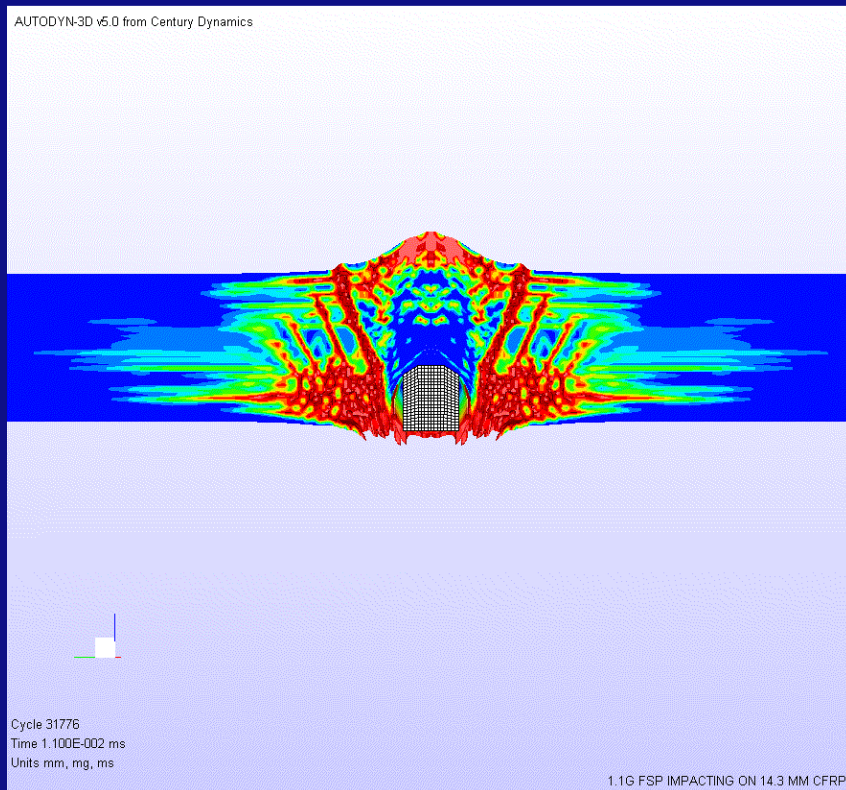 AUTODYN-3D v5.0 from Century Dynamics
Cycle 31776
Time 1.100E-002 ms
Units mm, mg, ms
1.1G FSP IMPACTING ON 14.3 MM CFRP